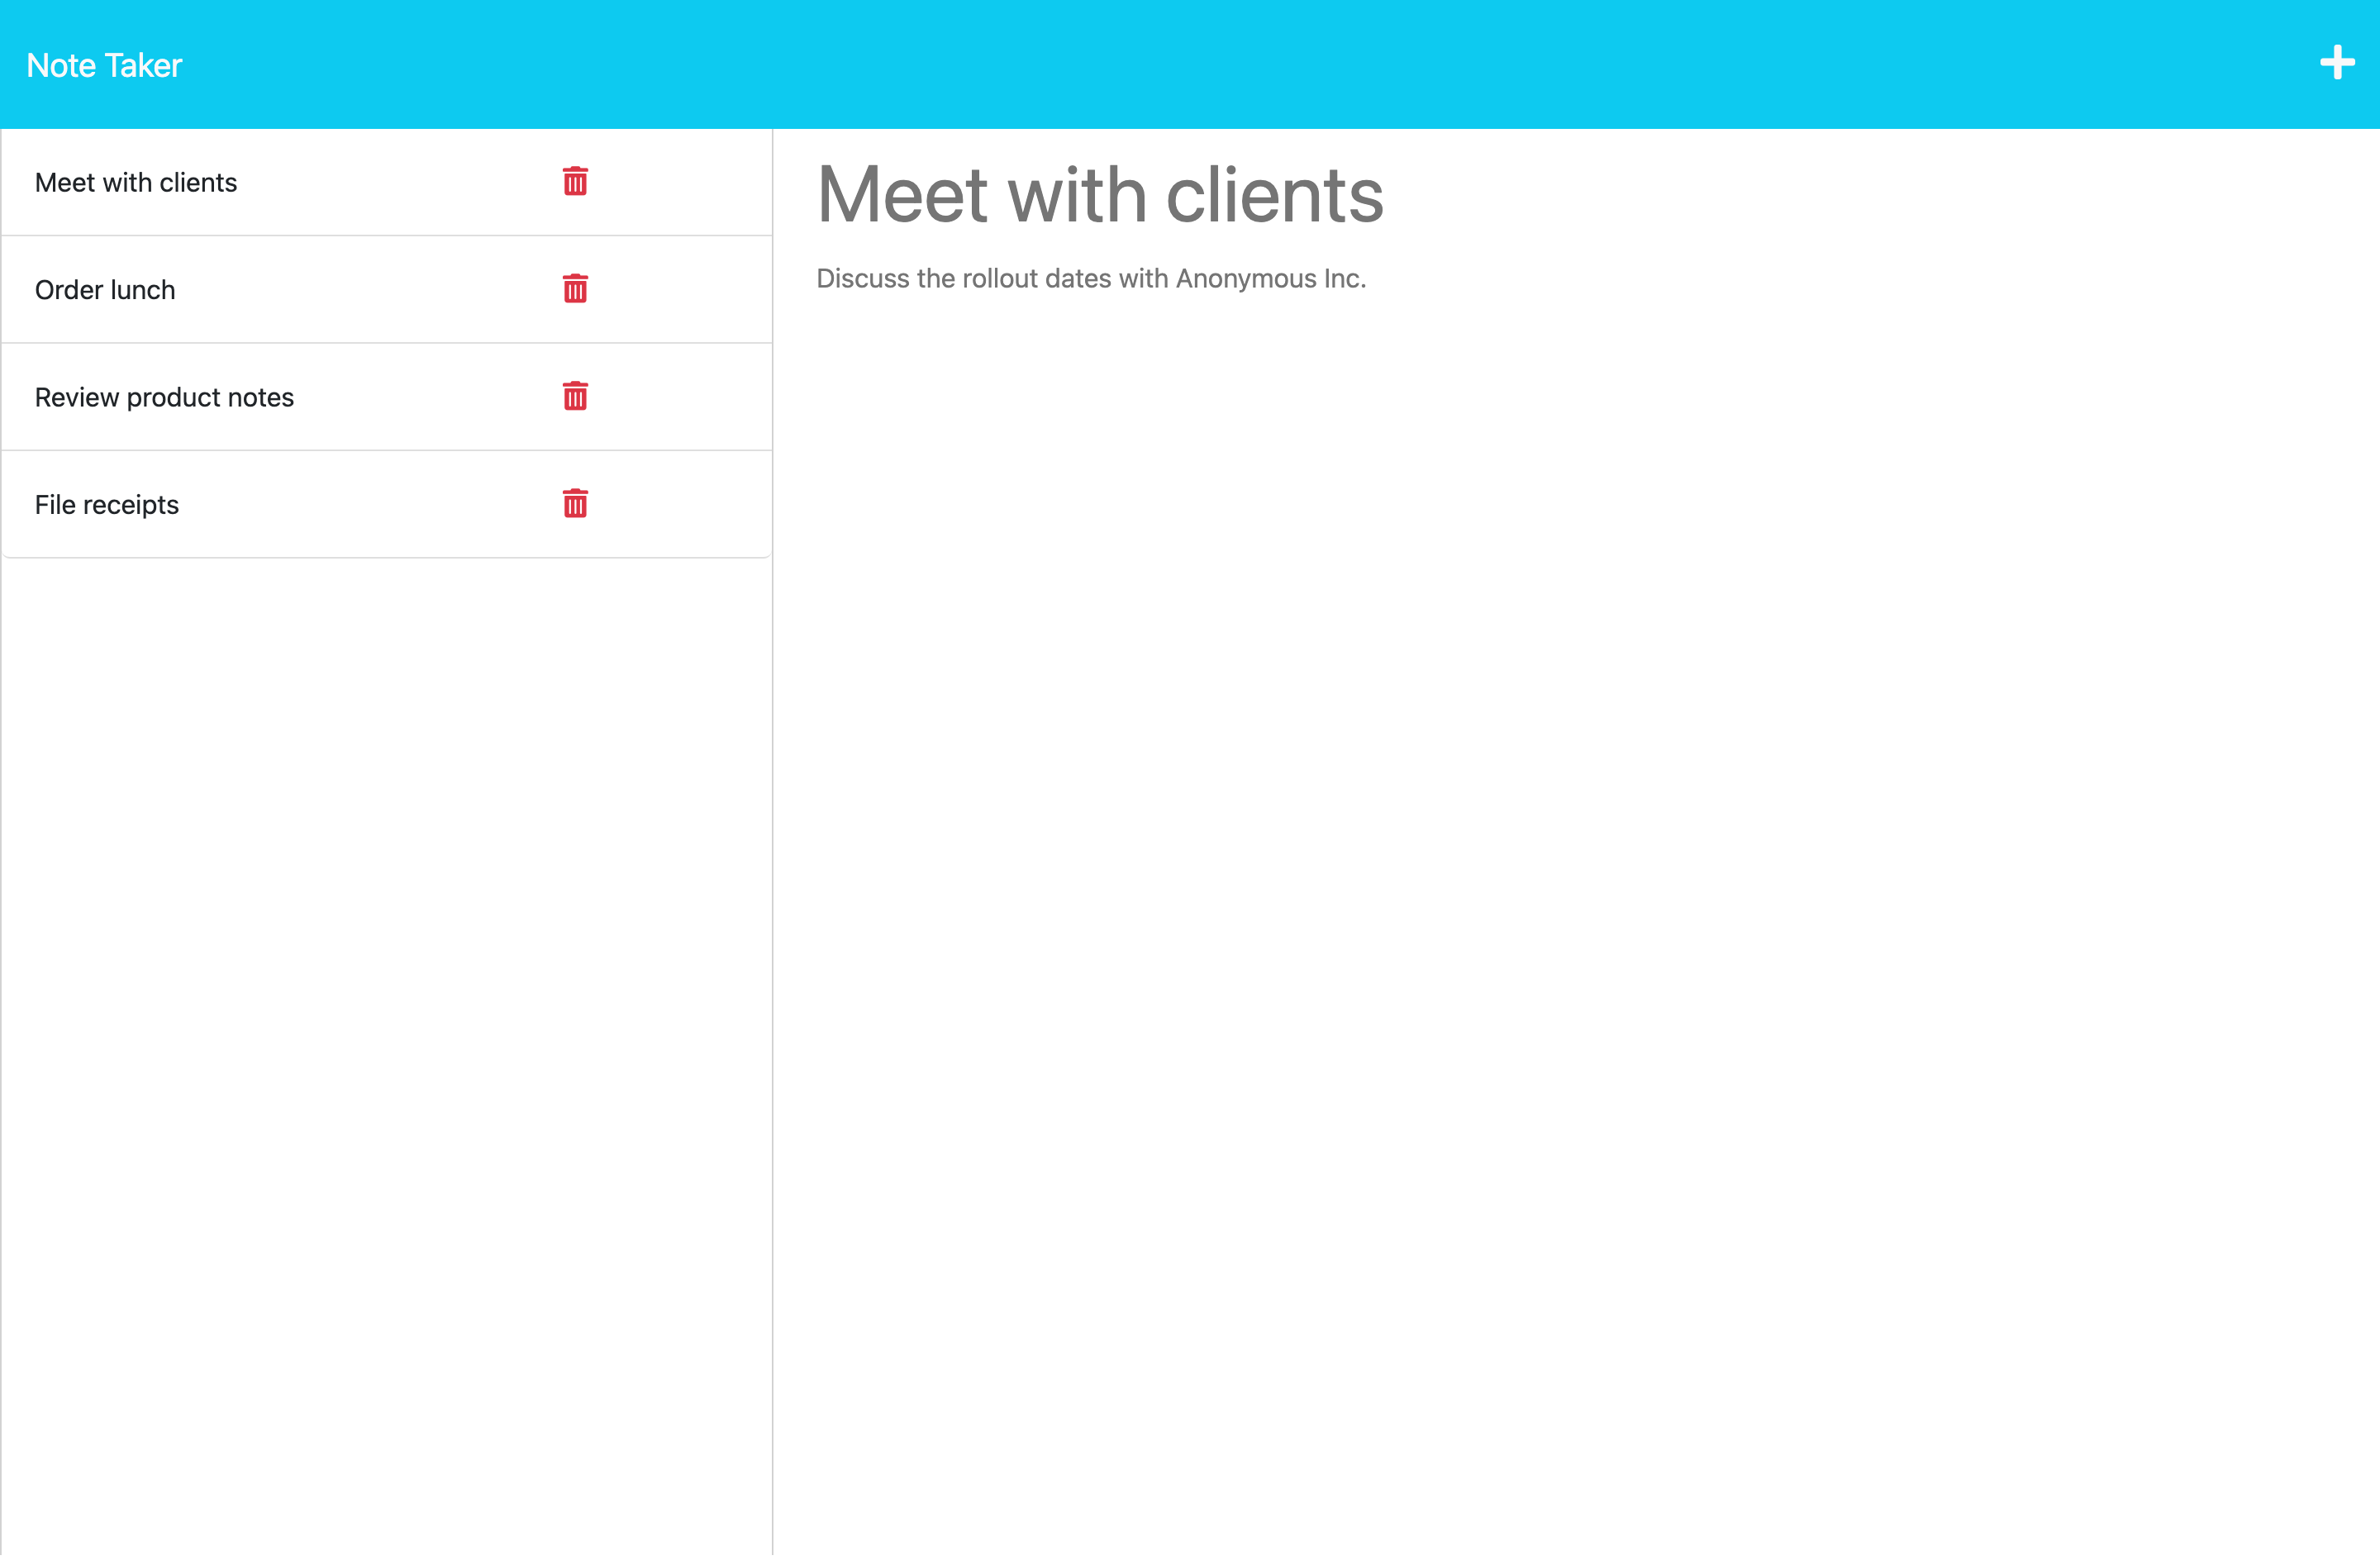 Note Taker
Meet with clients
Order lunch
Review product notes
File receipts
Meet with clients
Discuss the rollout dates with Anonymous Inc.